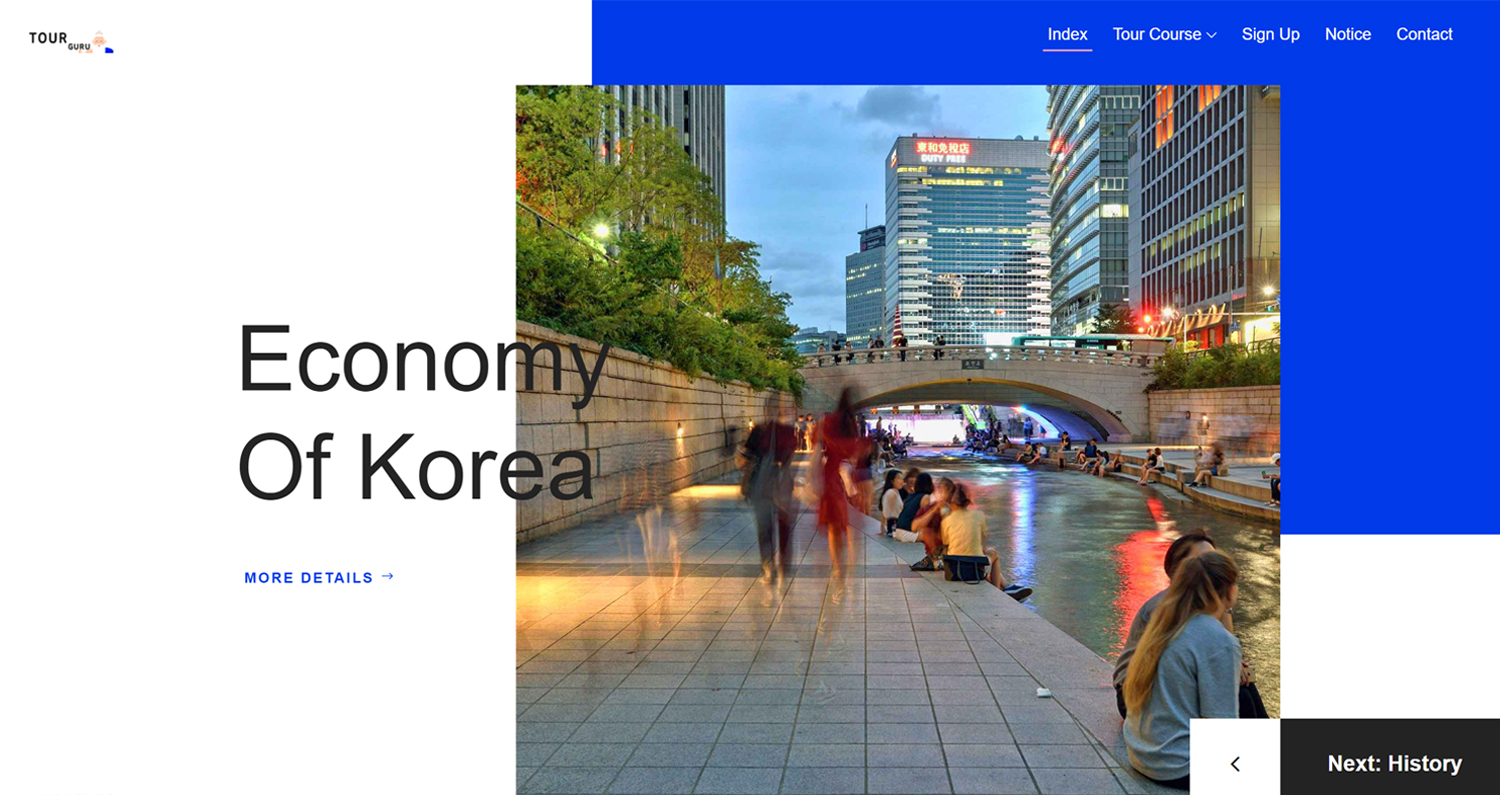 TOUR
GURU
Index
Tour Course
Sign Up
Notice
Contact
東和免稅店
DUTY FREE
Economy
Of Korea
MORE DETAILS →
Next: History